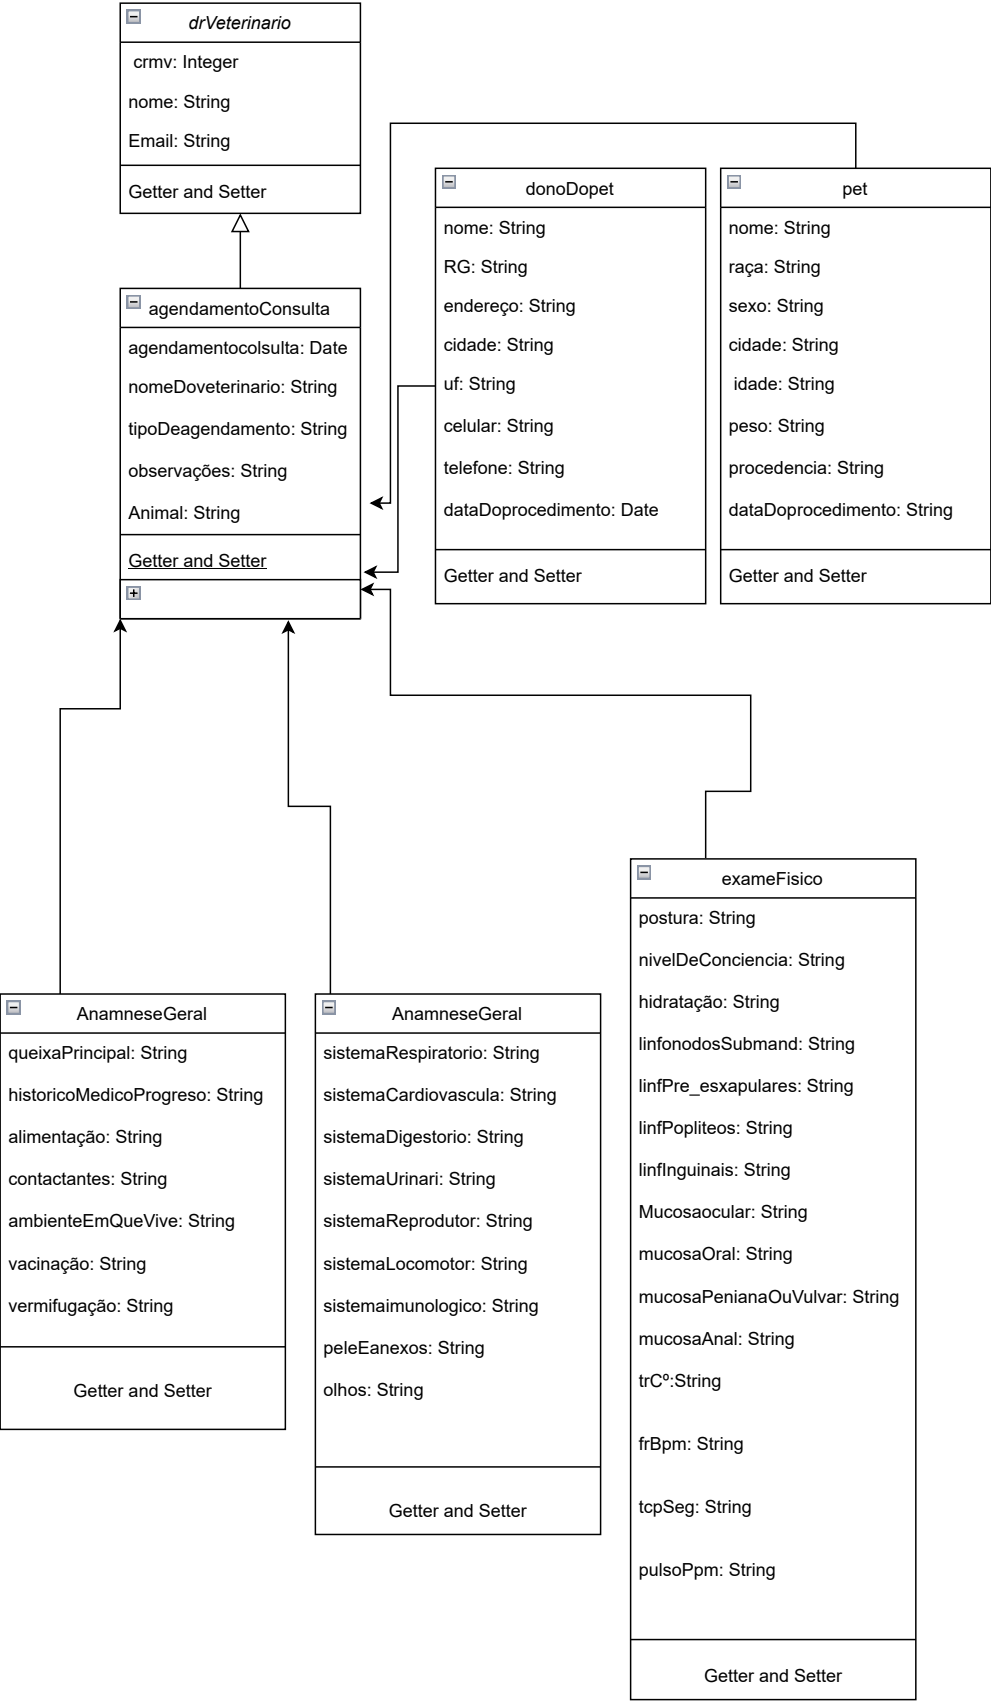 drVeterinario
crmv: Integer
nome: String
Email: String
Getter and Setter
agendamentoConsulta
agendamentocolsulta: Date
nomeDoveterinario: String
tipoDeagendamento: String
observações: String
Animal: String
Getter and Setter
donoDopet
nome: String
RG: String
endereço: String
cidade: String
uf: String
celular: String
telefone: String
dataDoprocedimento: Date
Getter and Setter
pet
nome: String
raça: String
sexo: String
cidade: String
idade: String
peso: String
procedencia: String
dataDoprocedimento: String
Getter and Setter
AnamneseGeral
queixaPrincipal: String
historicoMedicoProgreso: String
alimentação: String
contactantes: String
ambienteEmQueVive: String
vacinação: String
vermifugação: String
Getter and Setter
AnamneseGeral
sistemaRespiratorio: String
sistemaCardiovascula: String
sistemaDigestorio: String
sistemaUrinari: String
sistemaReprodutor: String
sistemaLocomotor: String
sistemaimunologico: String
peleEanexos: String
olhos: String
Getter and Setter
exameFisico
postura: String
nivelDeConciencia: String
hidratação: String
linfonodosSubmand: String
linfPre_esxapulares: String
linfPopliteos: String
linfInguinais: String
Mucosaocular: String
mucosaOral: String
mucosaPenianaOuVulvar: String
mucosaAnal: String
trCº:String
frBpm: String
tcpSeg: String
pulsoPpm: String
Getter and Setter